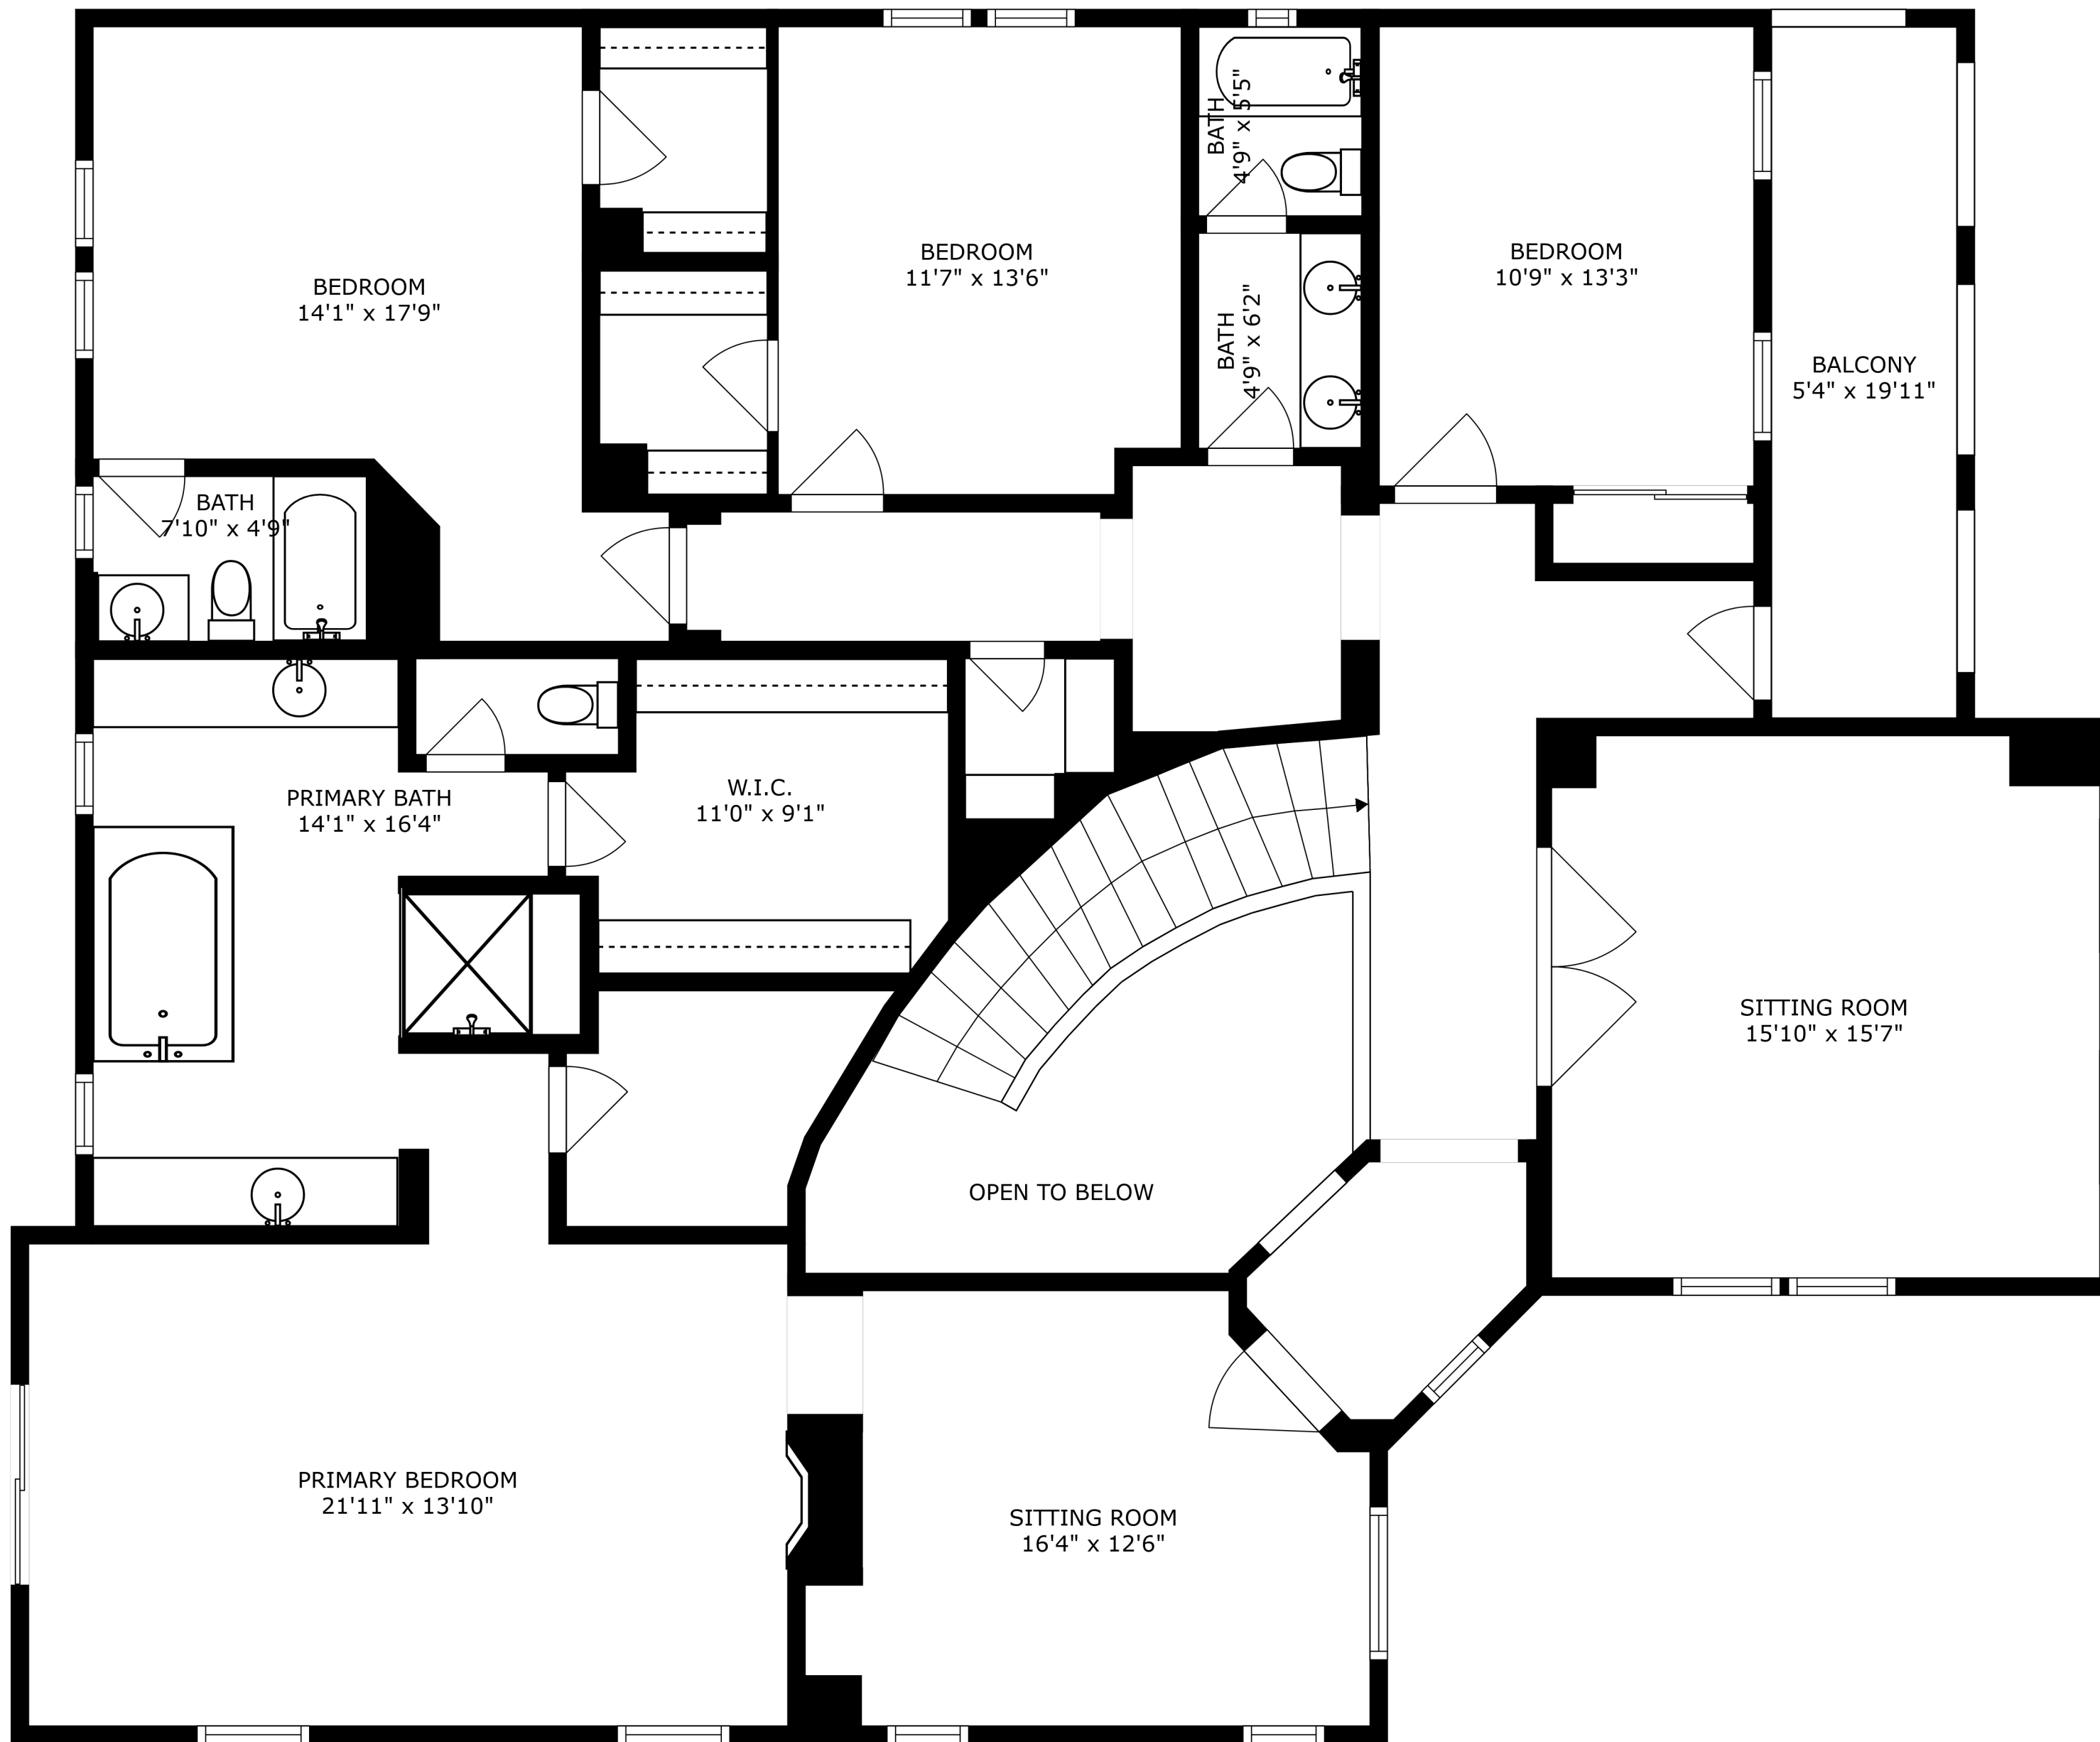 BEDROOM
14'1" x 17'9"
BEDROOM
11'7" x 13'6"
BATH
4'9" x 5'5"
BATH
4'9" x 6'2"
BEDROOM
10'9" x 13'3"
BALCONY
5'4" x 19'11"
BATH
7'10" x 4'9"
PRIMARY BATH
14'1" x 16'4"
W.I.C.
11'0" x 9'1"
SITTING ROOM
15'10" x 15'7"
OPEN TO BELOW
PRIMARY BEDROOM
21'11" x 13'10"
SITTING ROOM
16'4" x 12'6"